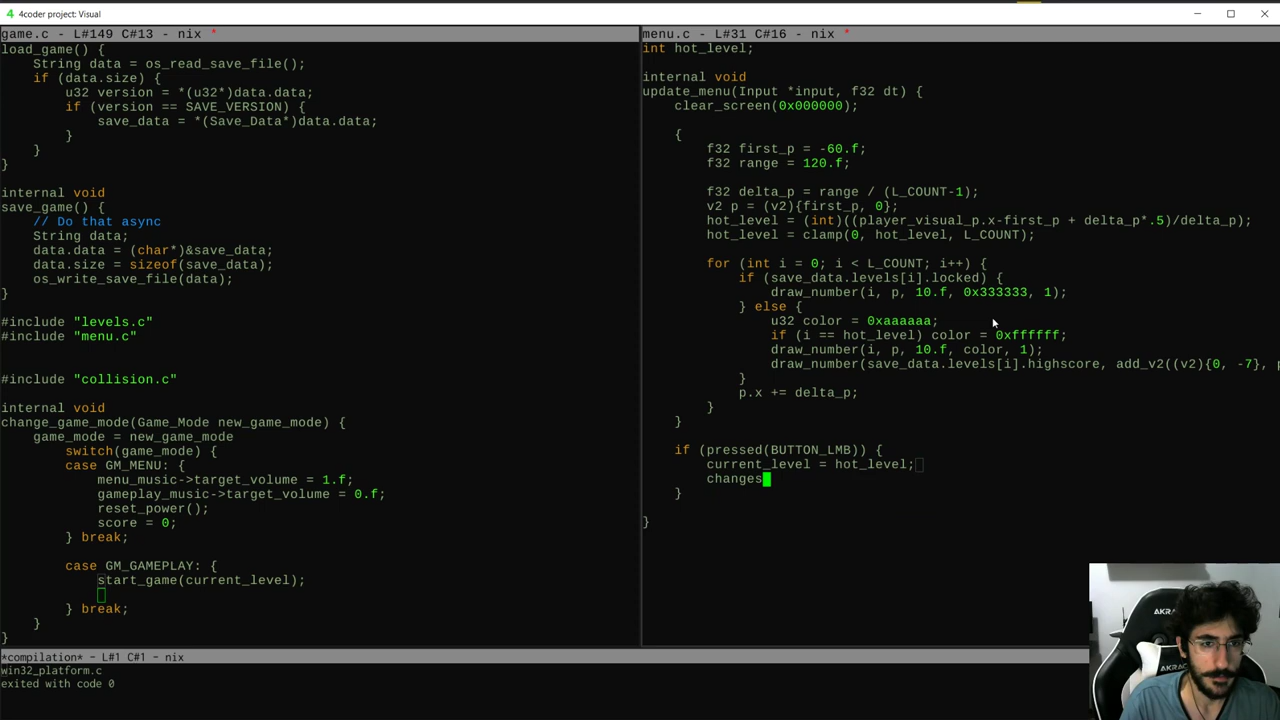 4 4coder project: Visual
game.c - L#149 C#13 - nix *
load_game() {
String data = os_read_save_file();
if (data.size) {
u32 version = *(u32*)data.data;
if (version == SAVE_VERSION) {
save_data = *(Save_Data*)data.data;
}
}
}
internal void
save_game() {
// Do that async
String data;
data.data = (char*)&save_data;
data.size = sizeof(save_data);
os_write_save_file(data);
}
#include "levels.c"
#include "menu.c"
#include "collision.c"
internal void
change_game_mode(Game_Mode new_game_mode) {
game_mode = new_game_mode
switch(game_mode) {
case GM_MENU: {
menu_music->target_volume = 1.f;
gameplay_music->target_volume = 0.f;
reset_power();
score = 0;
} break;
case GM_GAMEPLAY: {
start_game(current_level);
} break;
}
}
menu.c - L#31 C#16 - nix *
int hot_level;
internal void
update_menu(Input *input, f32 dt) {
clear_screen(0x000000);
{
f32 first_p = -60.f;
f32 range = 120.f;
f32 delta_p = range / (L_COUNT-1);
v2 p = (v2){first_p, 0};
hot_level = (int)((player_visual_p.x-first_p + delta_p*.5)/delta_p);
hot_level = clamp(0, hot_level, L_COUNT);
for (int i = 0; i < L_COUNT; i++) {
if (save_data.levels[i].locked) {
draw_number(i, p, 10.f, 0x333333, 1);
} else {
u32 color = 0xaaaaaa;
if (i == hot_level) color = 0xffffff;
draw_number(i, p, 10.f, color, 1);
draw_number(save_data.levels[i].highscore, add_v2((v2){0, -7}, p
}
p.x += delta_p;
}
}
if (pressed(BUTTON_LMB)) {
current_level = hot_level;
changes
}
}
*compilation* - L#1 C#1 - nix
win32_platform.c
exited with code 0
AKRA
AKRAC